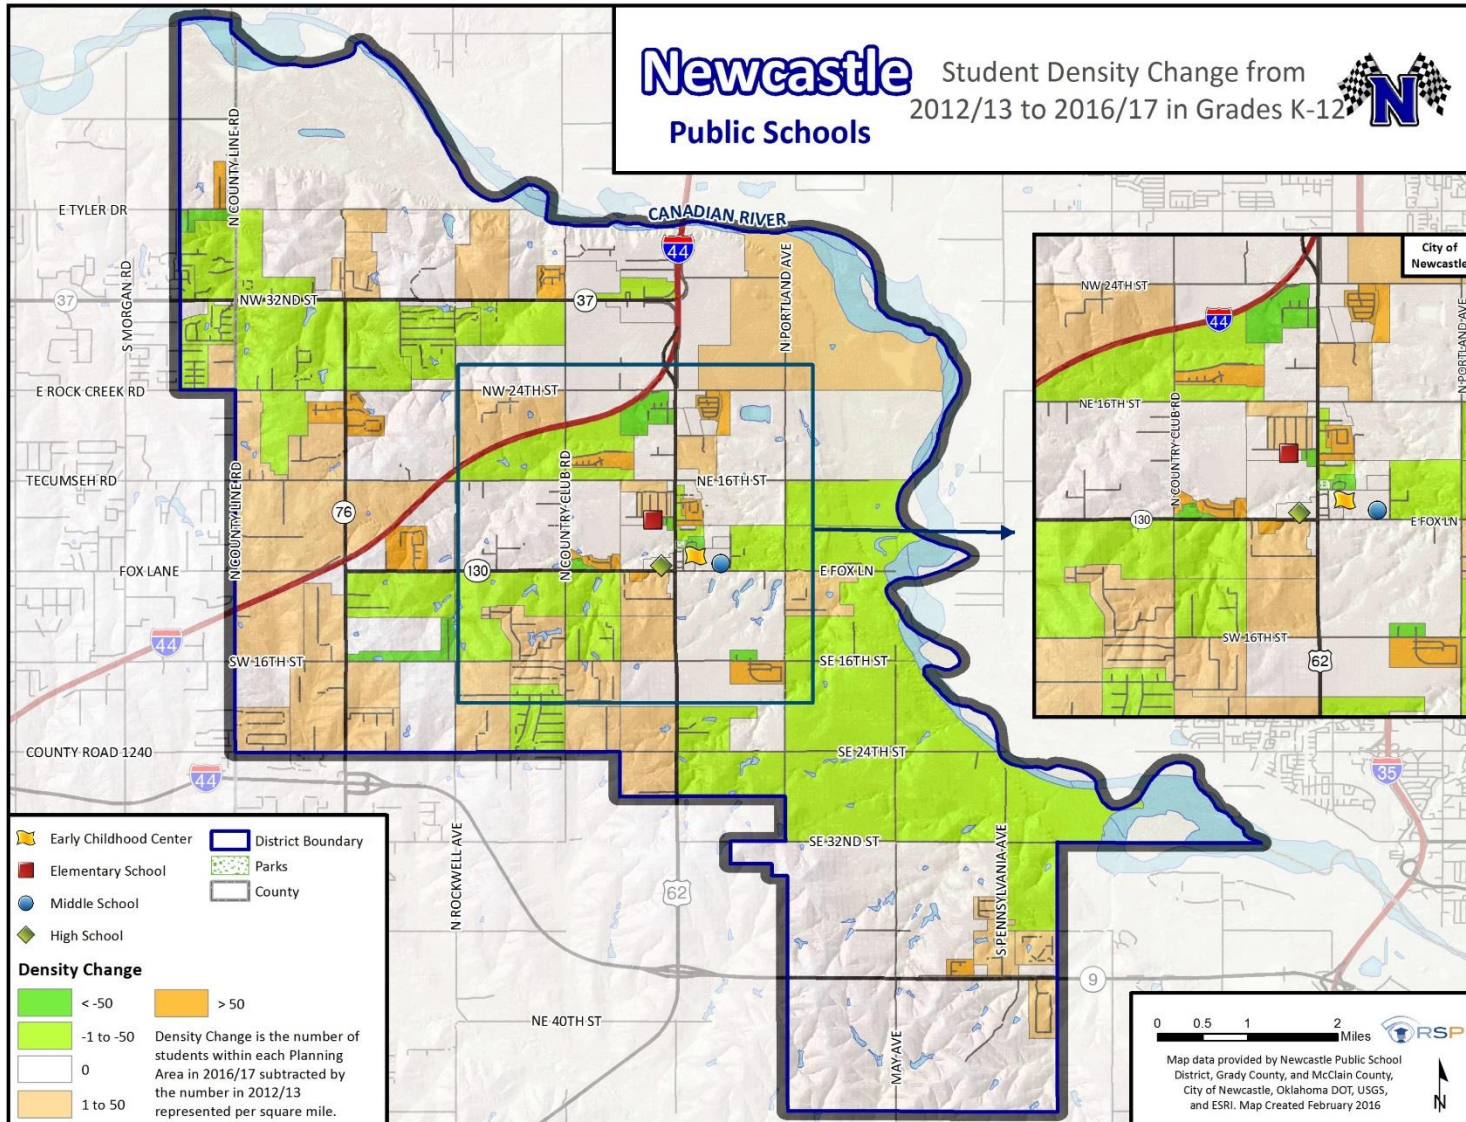 Newcastle
Public Schools
Student Density Change from
2012/13 to 2016/17 in Grades K-12
N
CANADIAN RIVER
44
N COUNTY LINE RD
E TYLER DR
S MORGAN RD
37
NW 32ND ST
37
N PORTLAND AVE
E ROCK CREEK RD
NW 24TH ST
TECUMSEH RD
N COUNTRY CLUB RD
NE 16TH ST
76
N COUNTY LINE RD
FOX LANE
130
E FOX LN
44
SW 16TH ST
SE 16TH ST
COUNTY ROAD 1240
44
SE 24TH ST
SE 32ND ST
N ROCKWELL AVE
62
S PENNSYLVANIA AVE
9
NE 40TH ST
MAY AVE
35
City of
Newcastle
NW 24TH ST
44
N PORTLAND AVE
NE 16TH ST
N COUNTRY CLUB RD
130
E FOX LN
SW 16TH ST
62
Early Childhood Center
Elementary School
Middle School
High School
District Boundary
Parks
County
Density Change
< -50
-1 to -50
0
1 to 50
> 50
Density Change is the number of
students within each Planning
Area in 2016/17 subtracted by
the number in 2012/13
represented per square mile.
0 0.5 1 2
Miles
RSP
Map data provided by Newcastle Public School
District, Grady County, and McClain County,
City of Newcastle, Oklahoma DOT, USGS,
and ESRI. Map Created February 2016
N